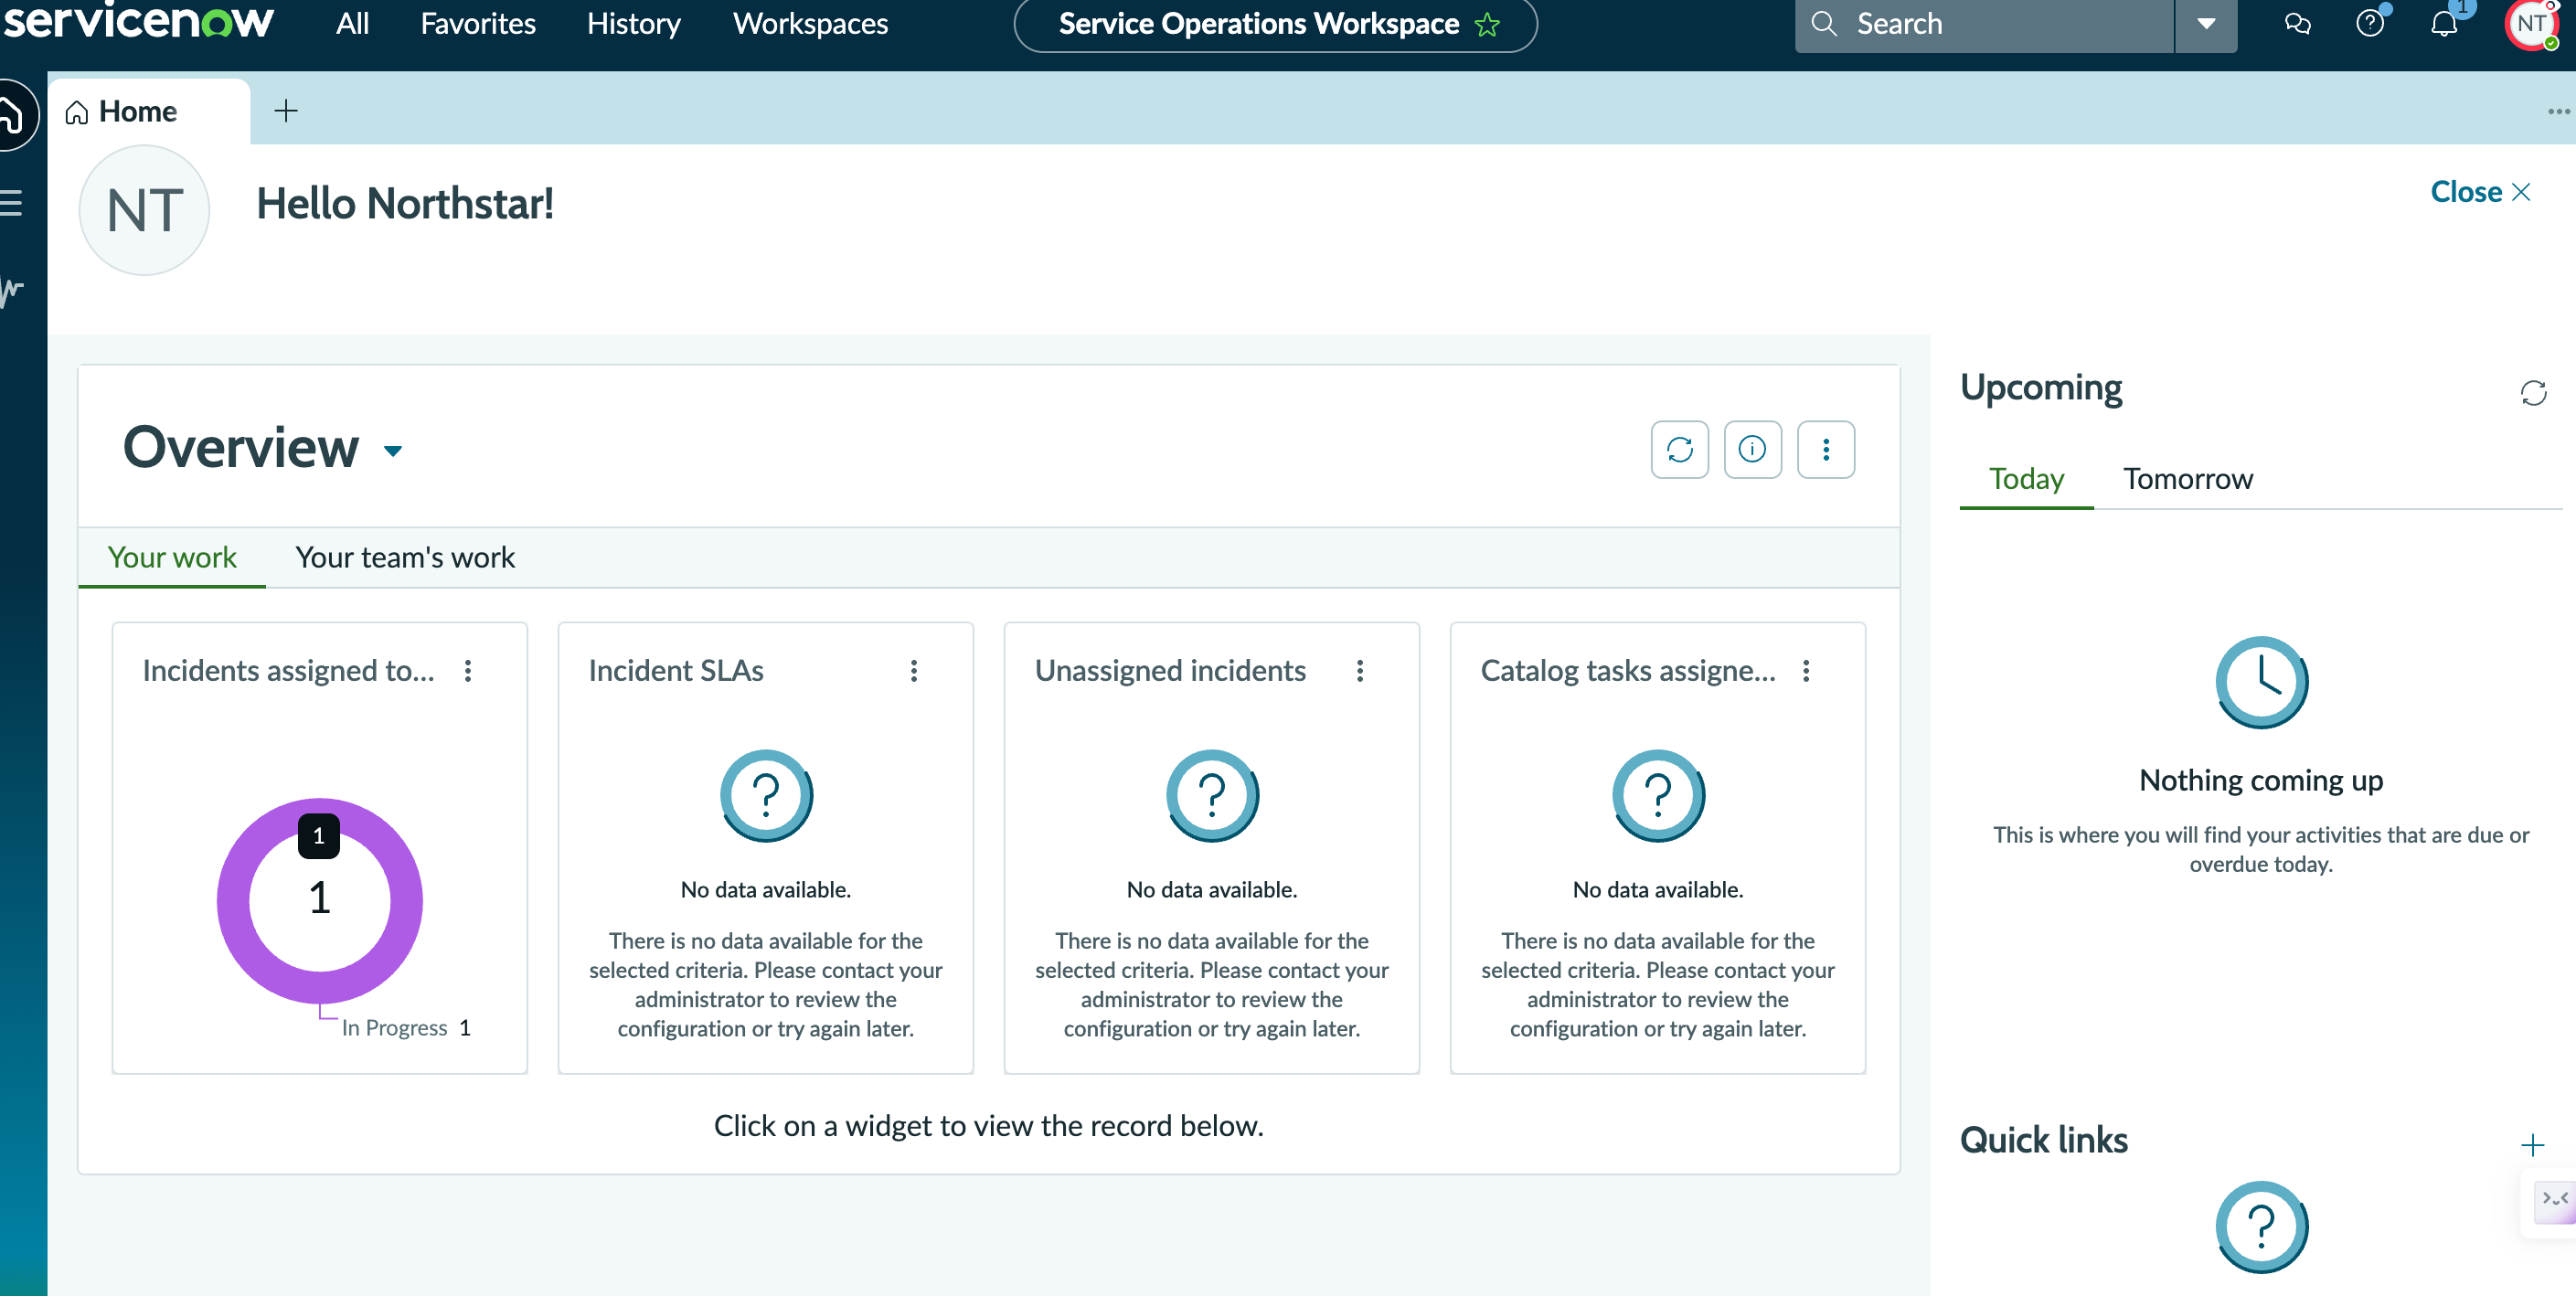 servicenow All Favorites History Workspaces Service Operations Workspace Search 1 NT
Home
NT Hello Northstar! Close
Overview
Your work Your team's work
Incidents assigned to...
1
1
In Progress 1
Incident SLAs
?
No data available.
There is no data available for the
selected criteria. Please contact your
administrator to review the
configuration or try again later.
Unassigned incidents
?
No data available.
There is no data available for the
selected criteria. Please contact your
administrator to review the
configuration or try again later.
Catalog tasks assigne...
?
No data available.
There is no data available for the
selected criteria. Please contact your
administrator to review the
configuration or try again later.
Click on a widget to view the record below.
Upcoming
Today Tomorrow
Nothing coming up
This is where you will find your activities that are due or
overdue today.
Quick links
?